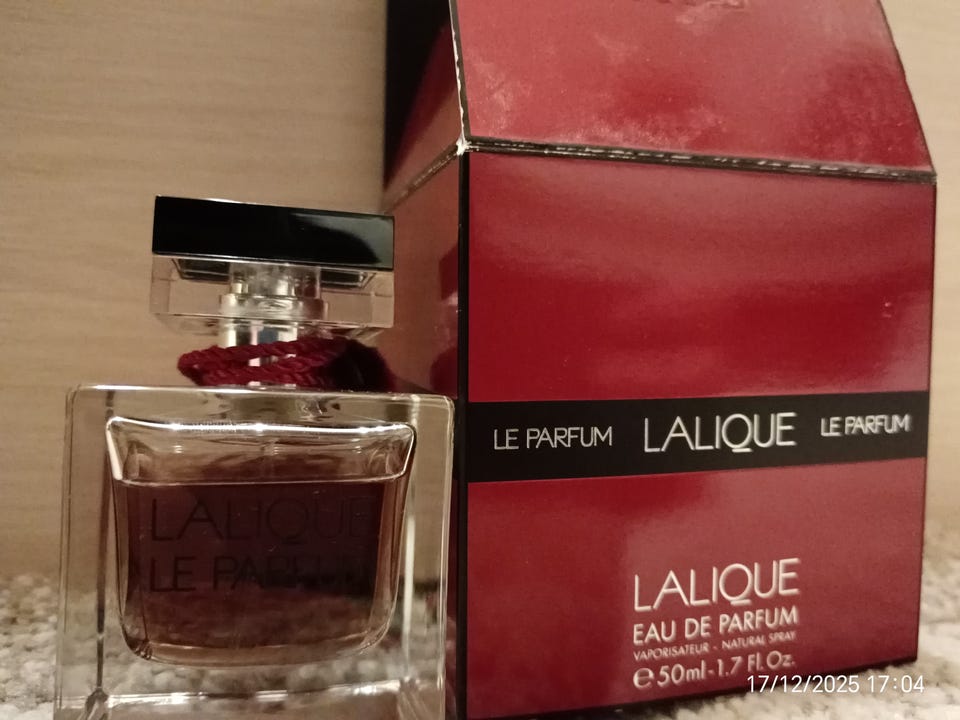 LALIQUE
LE PARFUM
LE PARFUM LALIQUE LE PARFUM
LALIQUE
EAU DE PARFUM
VAPORISATEUR - NATURAL SPRAY
℮ 50ml - 1.7 Fl. Oz.
17/12/2025 17:04